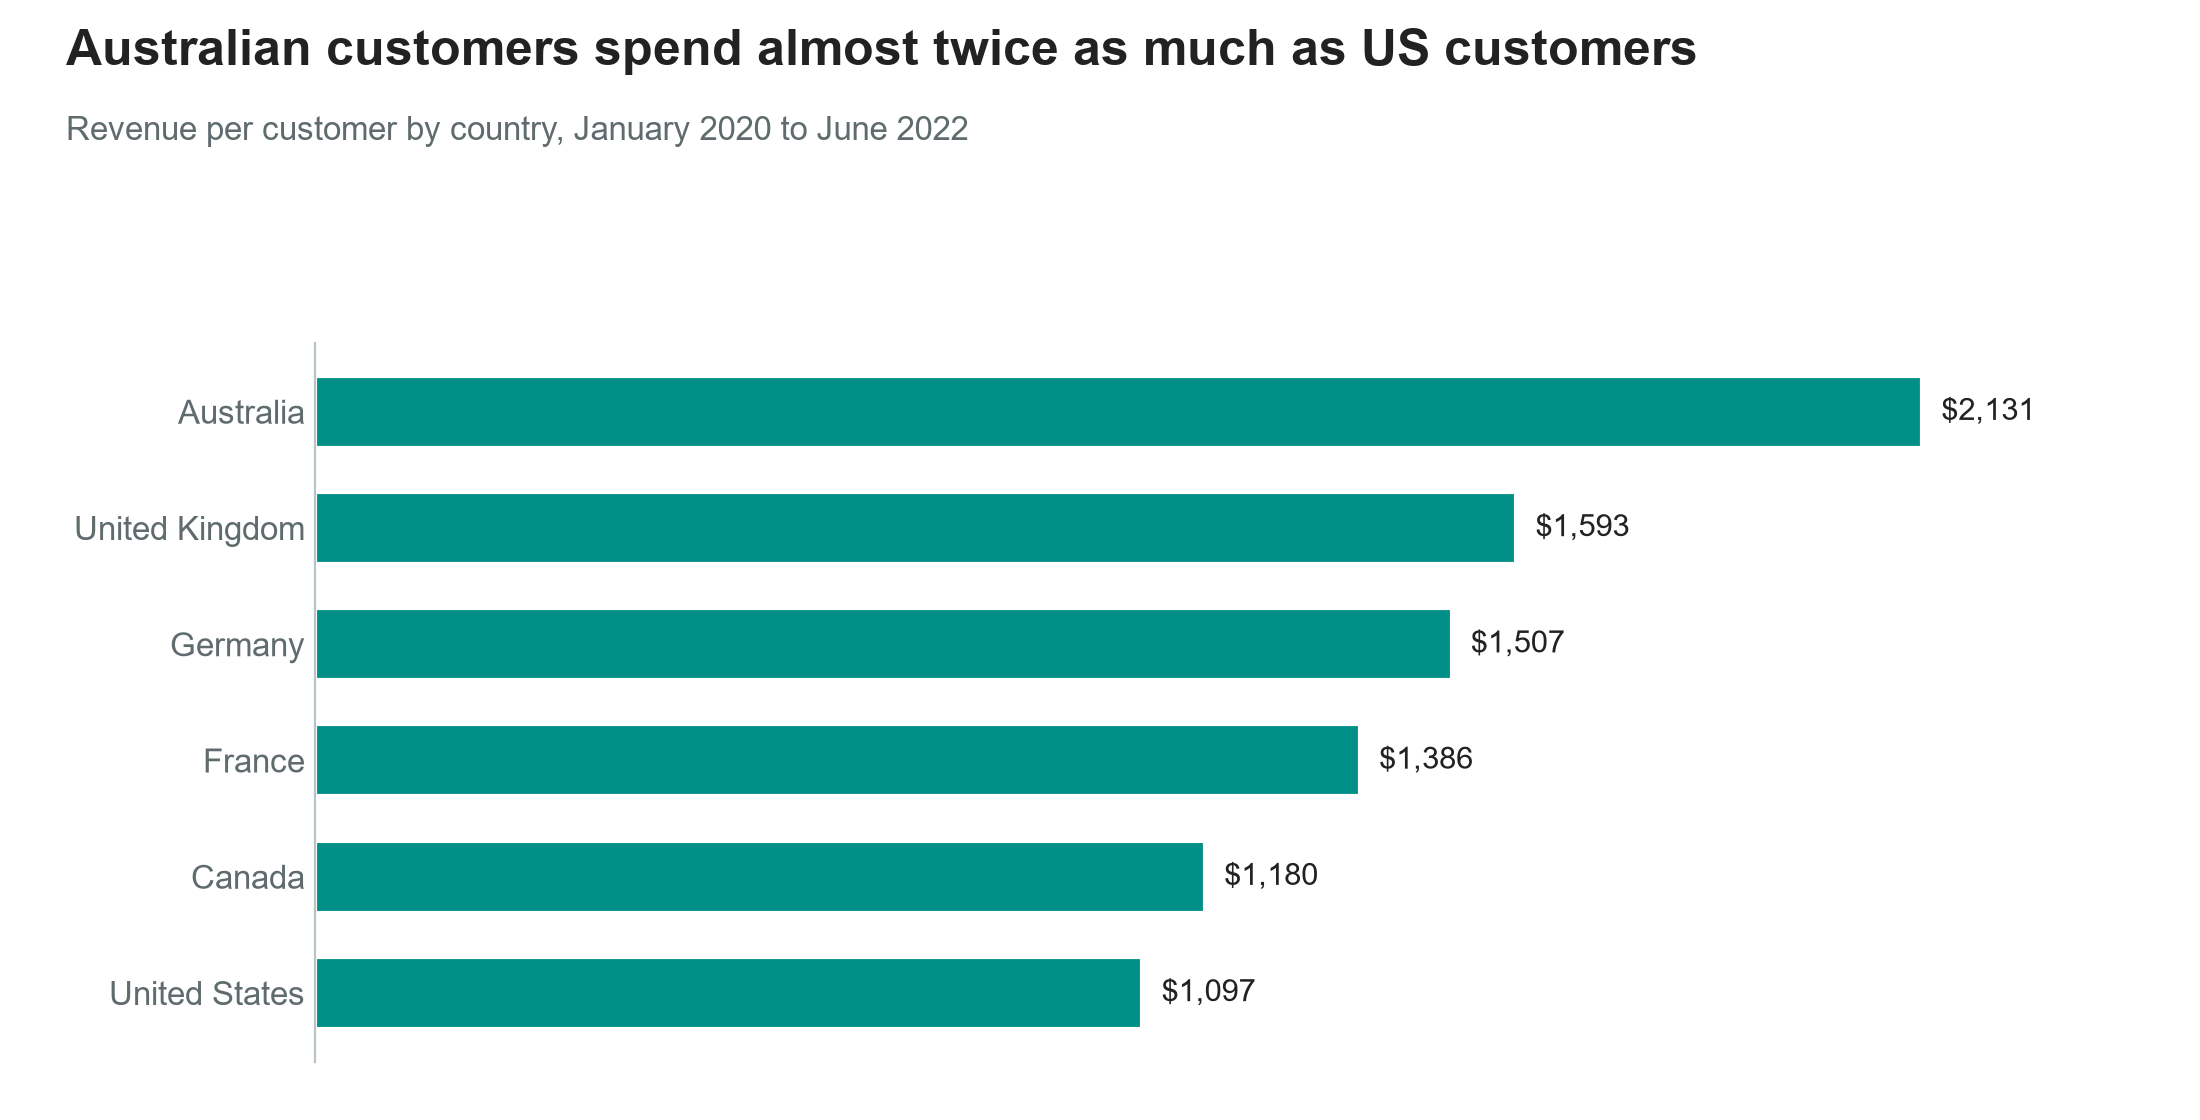 Australian customers spend almost twice as much as US customers
Revenue per customer by country, January 2020 to June 2022
Australia $2,131
United Kingdom $1,593
Germany $1,507
France $1,386
Canada $1,180
United States $1,097